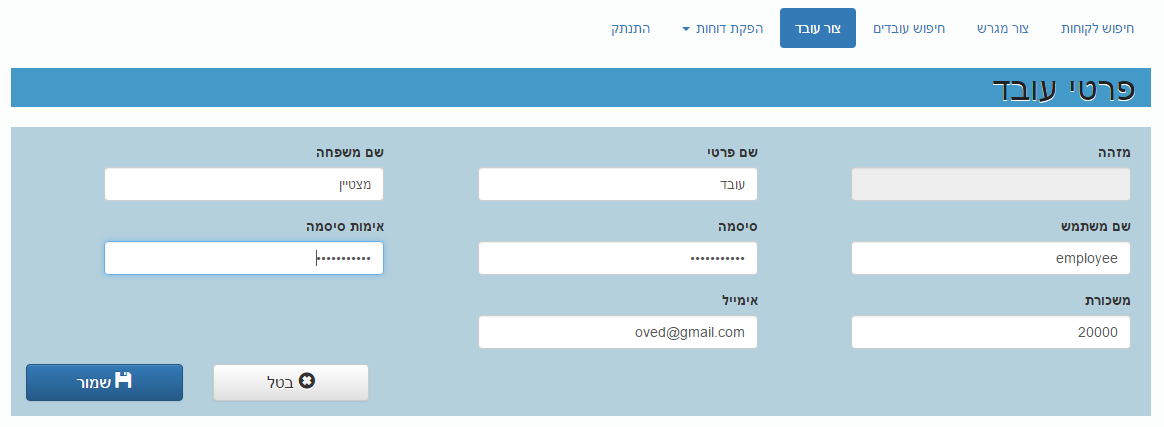 חיפוש לקוחות צור מגרש חיפוש עובדים צור עובד הפקת דוחות התנתק
פרטי עובד
מזהה שם פרטי שם משפחה
עובד מצטיין
שם משתמש סיסמה אימות סיסמה
employee ••••••••••• •••••••••••
משכורת אימייל
20000 oved@gmail.com
בטל שמור